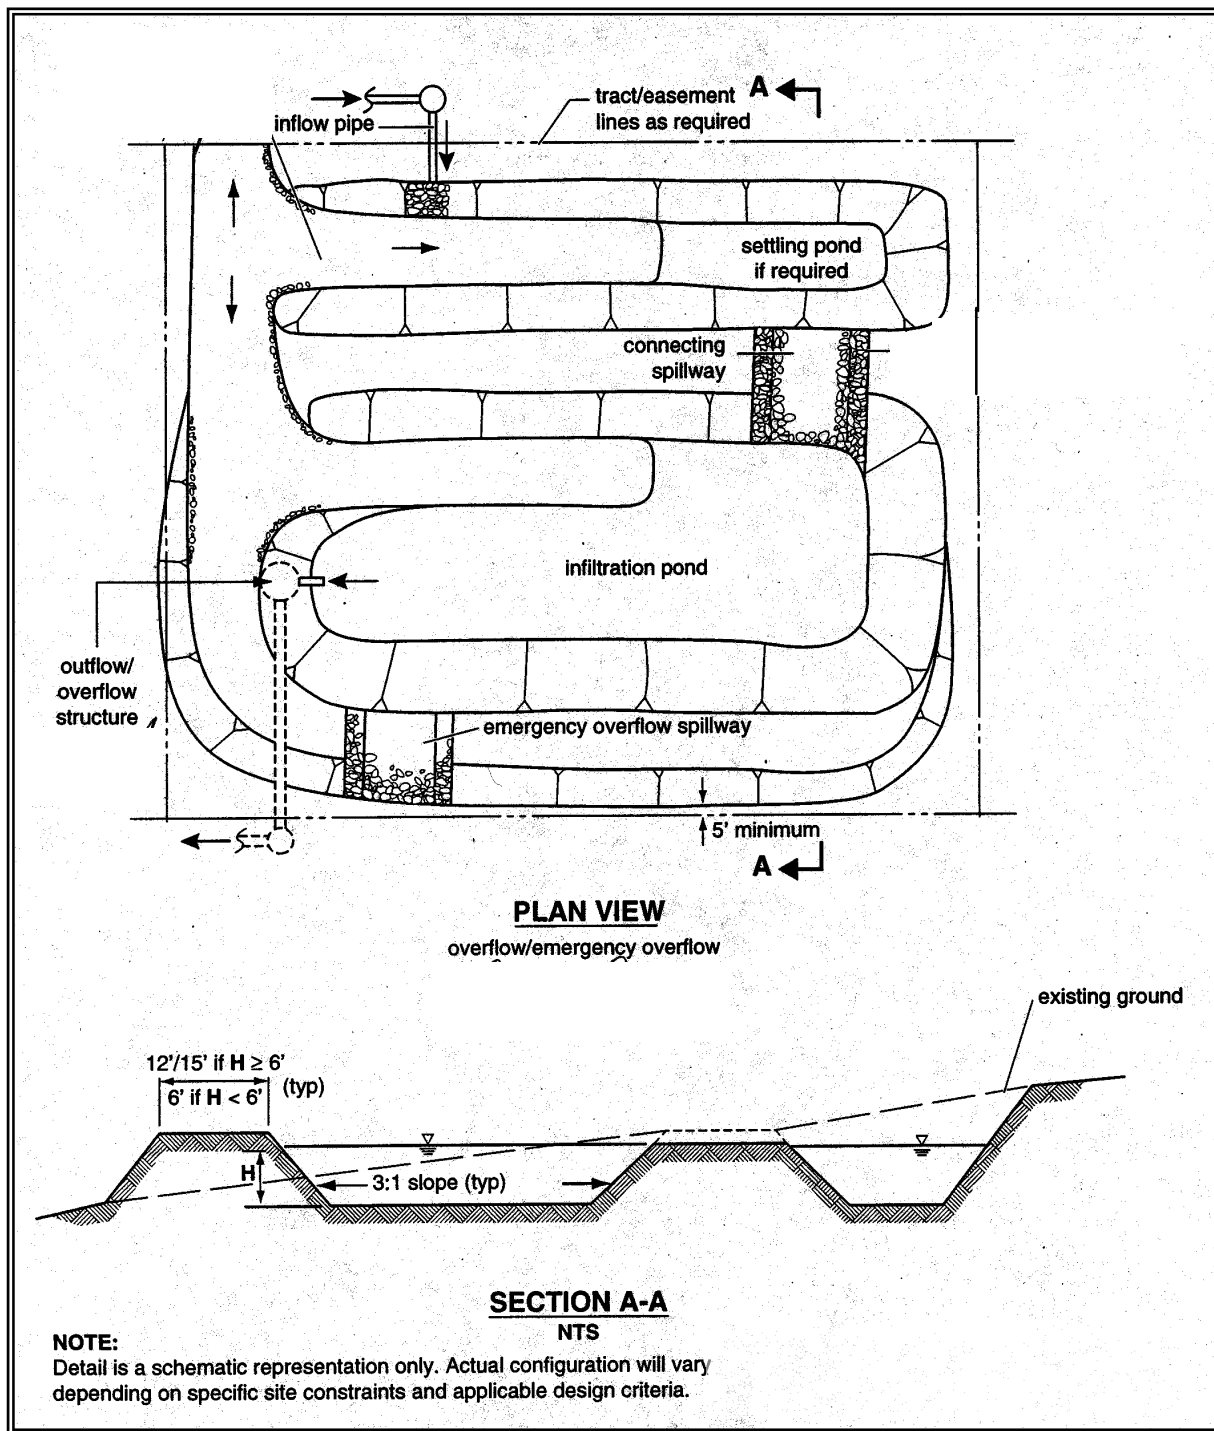 A
tract/easement
lines as required
inflow pipe
settling pond
if required
connecting
spillway
infiltration pond
outflow/
overflow
structure
emergency overflow spillway
5' minimum
A
PLAN VIEW
overflow/emergency overflow
existing ground
12'/15' if H ≥ 6'
(typ)
6' if H < 6'
H
3:1 slope (typ)
SECTION A-A
NTS
NOTE:
Detail is a schematic representation only. Actual configuration will vary
depending on specific site constraints and applicable design criteria.